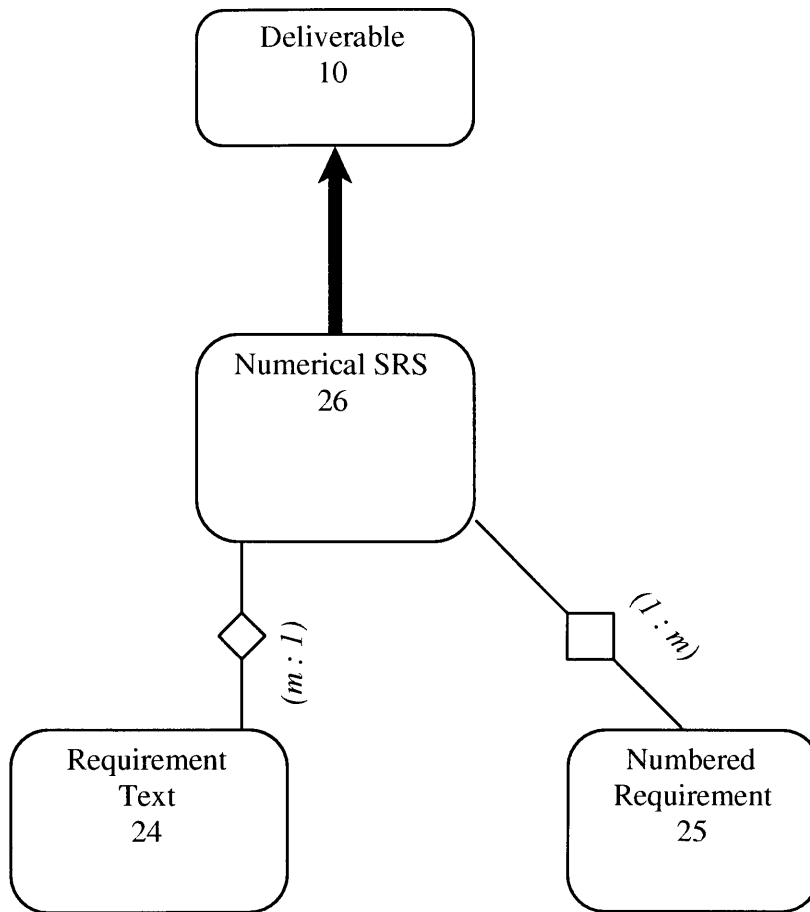 Deliverable
10
Numerical SRS
26
(m : 1)
(1 : m)
Requirement
Text
24
Numbered
Requirement
25